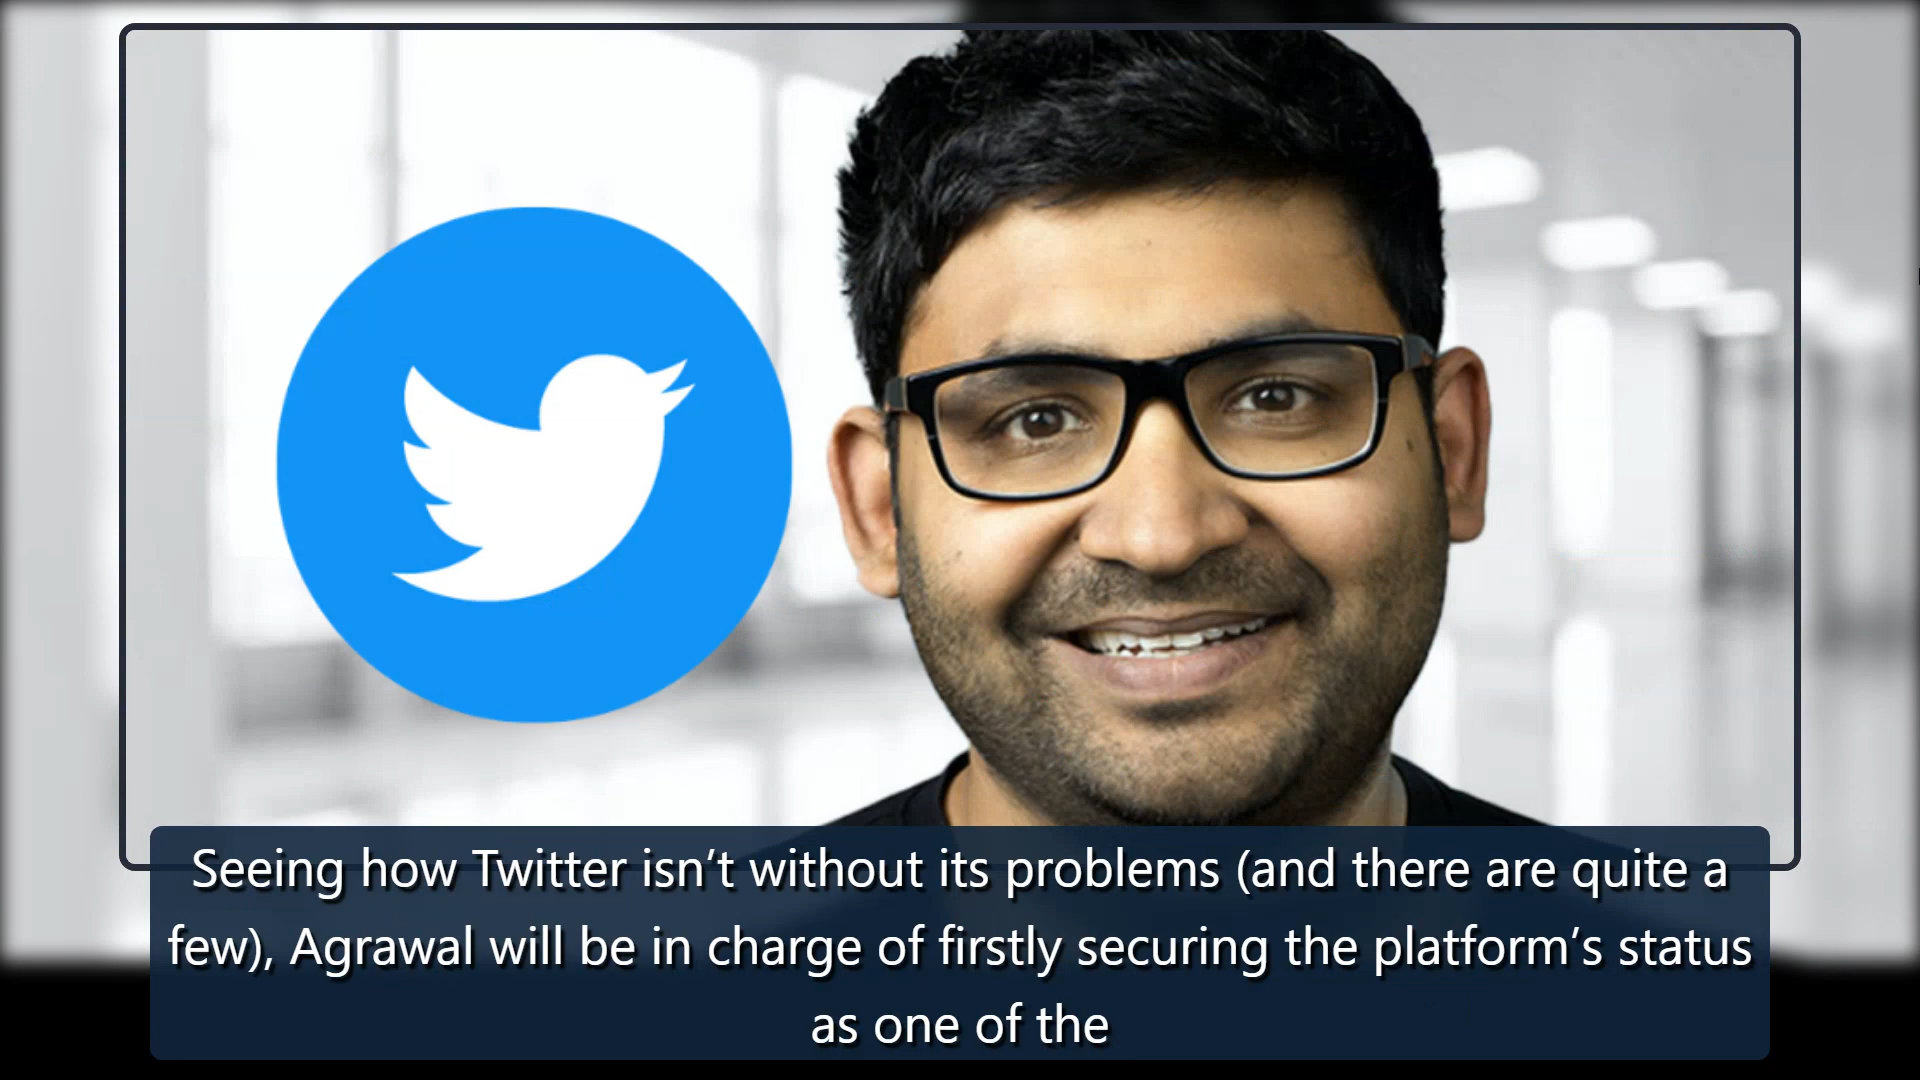 Seeing how Twitter isn’t without its problems (and there are quite a
few), Agrawal will be in charge of firstly securing the platform’s status
as one of the